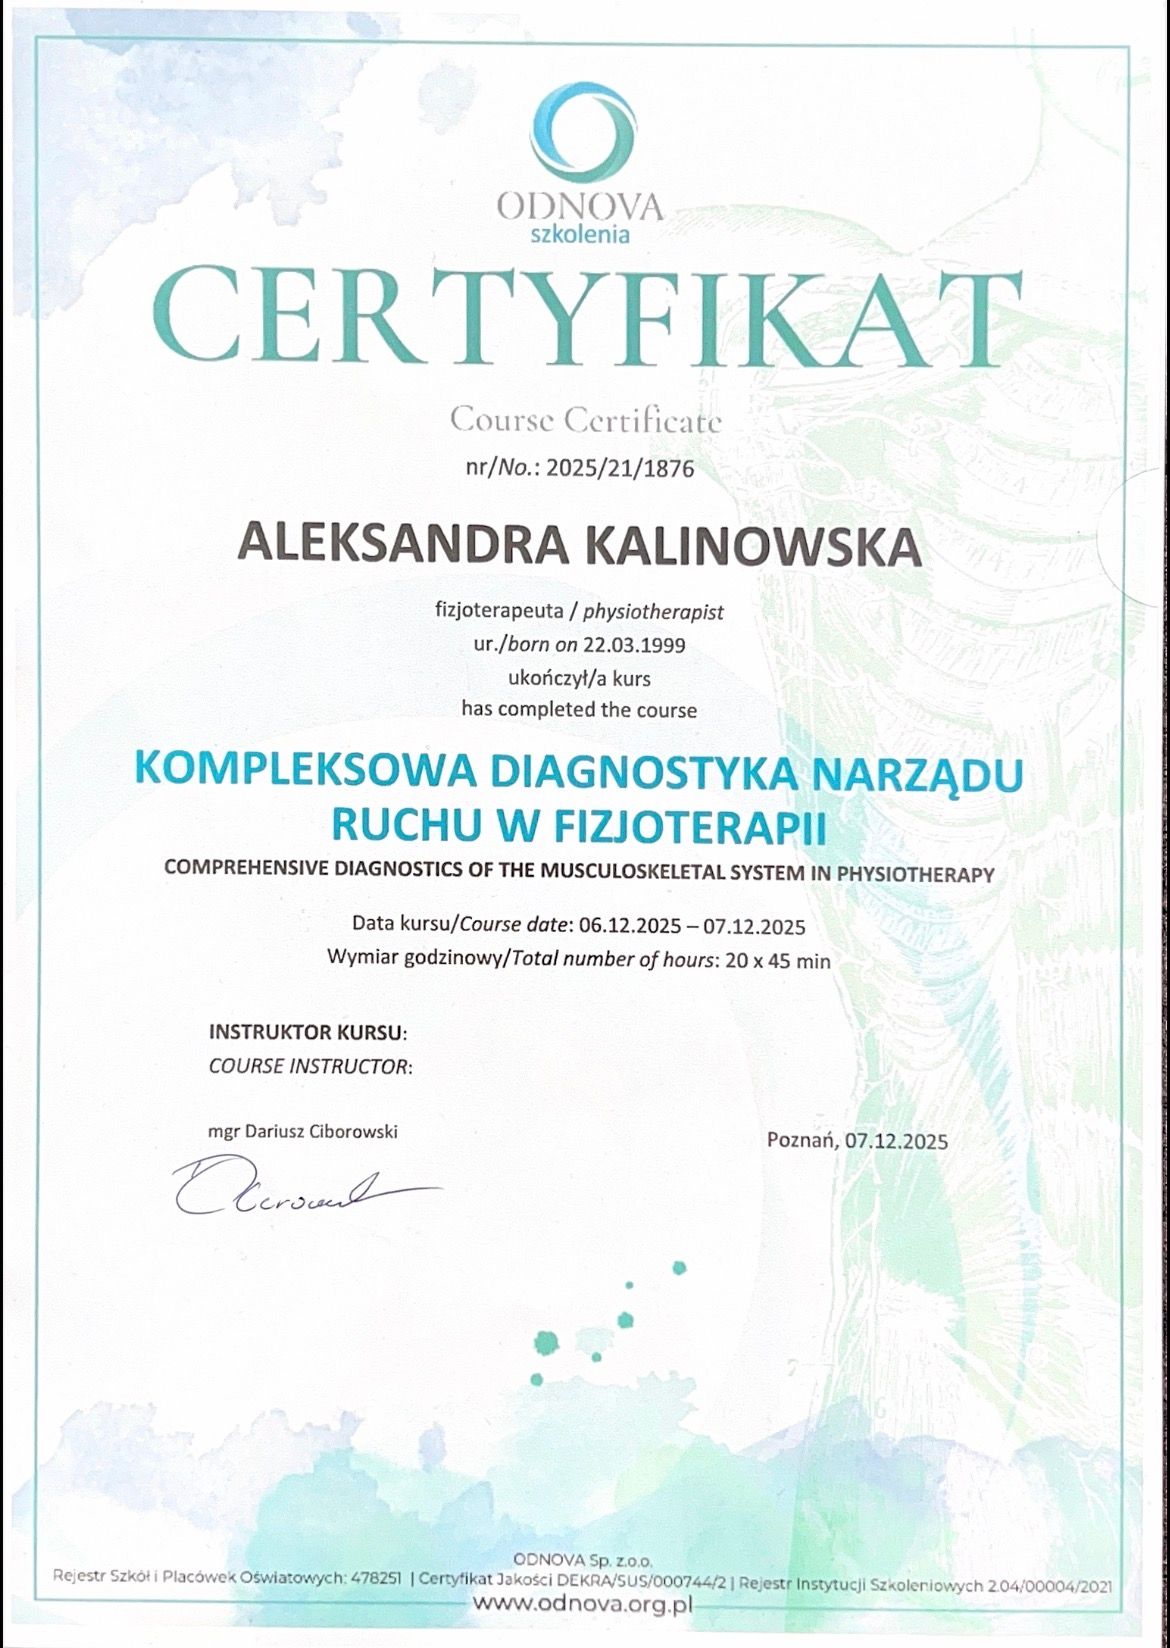 ODNOVA
szkolenia
CERTYFIKAT
Course Certificate
nr/No.: 2025/21/1876
ALEKSANDRA KALINOWSKA
fizjoterapeuta / physiotherapist
ur./born on 22.03.1999
ukończył/a kurs
has completed the course
KOMPLEKSOWA DIAGNOSTYKA NARZĄDU
RUCHU W FIZJOTERAPII
COMPREHENSIVE DIAGNOSTICS OF THE MUSCULOSKELETAL SYSTEM IN PHYSIOTHERAPY
Data kursu/Course date: 06.12.2025 – 07.12.2025
Wymiar godzinowy/Total number of hours: 20 x 45 min
INSTRUKTOR KURSU:
COURSE INSTRUCTOR:
mgr Dariusz Ciborowski
Poznań, 07.12.2025
ODNOVA Sp. z.o.o.
Rejestr Szkół i Placówek Oświatowych: 478251 | Certyfikat Jakości DEKRA/SUS/000744/2 | Rejestr Instytucji Szkoleniowych 2.04/00004/2021
www.odnova.org.pl